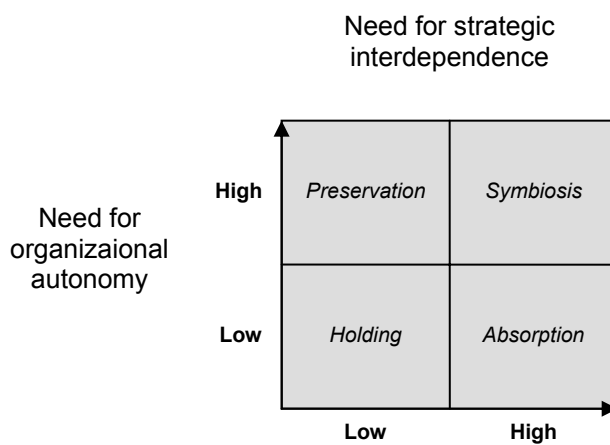 Need for strategic
interdependence
High
Preservation
Symbiosis
Need for
organizaional
autonomy
Low
Holding
Absorption
Low
High